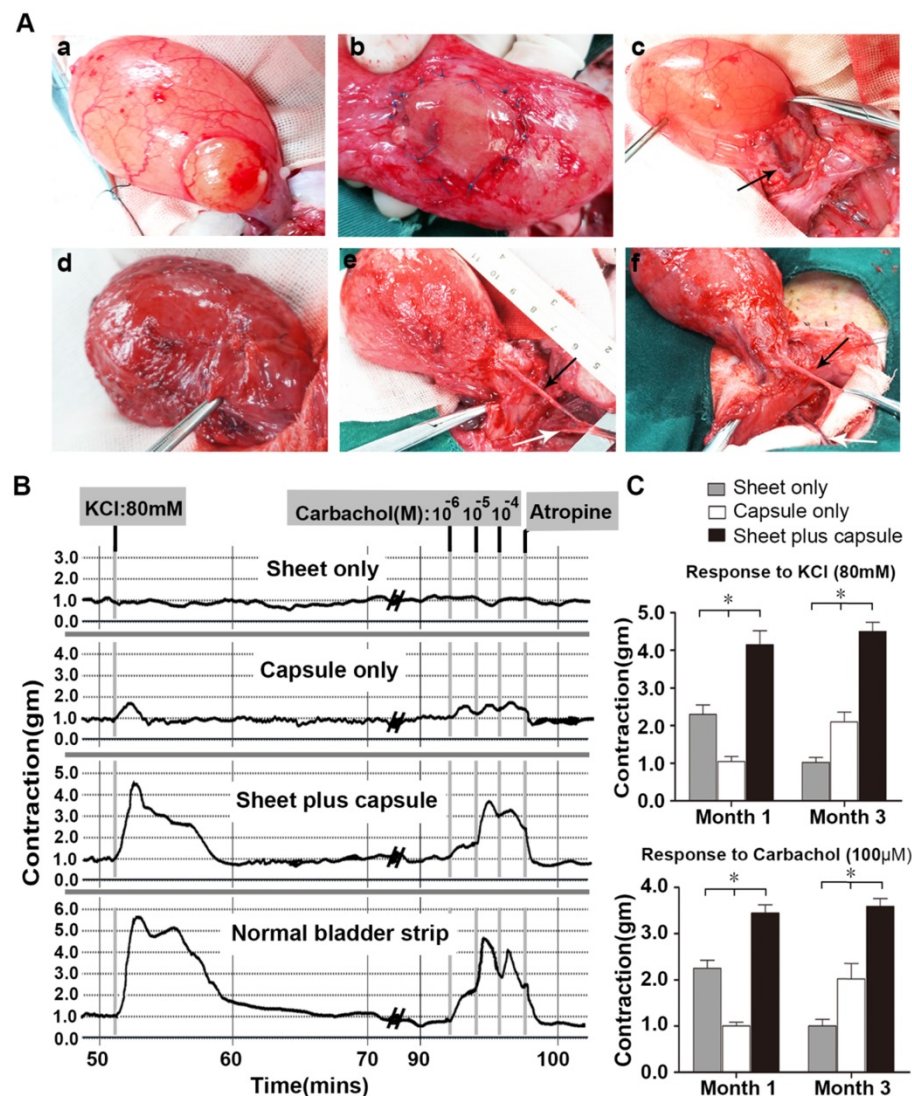 A
a
b
c
d
e
f
B
KCl:80mM
Carbachol(M): 10^-6 10^-5 10^-4
Atropine
Contraction(gm)
3.0
2.0
1.0
0.0
Sheet only
4.0
3.0
2.0
1.0
0.0
Capsule only
5.0
4.0
3.0
2.0
1.0
0.0
Sheet plus capsule
6.0
5.0
4.0
3.0
2.0
1.0
0.0
Normal bladder strip
50 60 70 90 100
Time(mins)
C
Sheet only
Capsule only
Sheet plus capsule
Response to KCl (80mM)
Contraction(gm)
5.0
4.0
2.0
1.0
0.0
*
*
Month 1 Month 3
Response to Carbachol (100μM)
Contraction(gm)
4.0
3.0
1.0
0.0
*
*
Month 1 Month 3